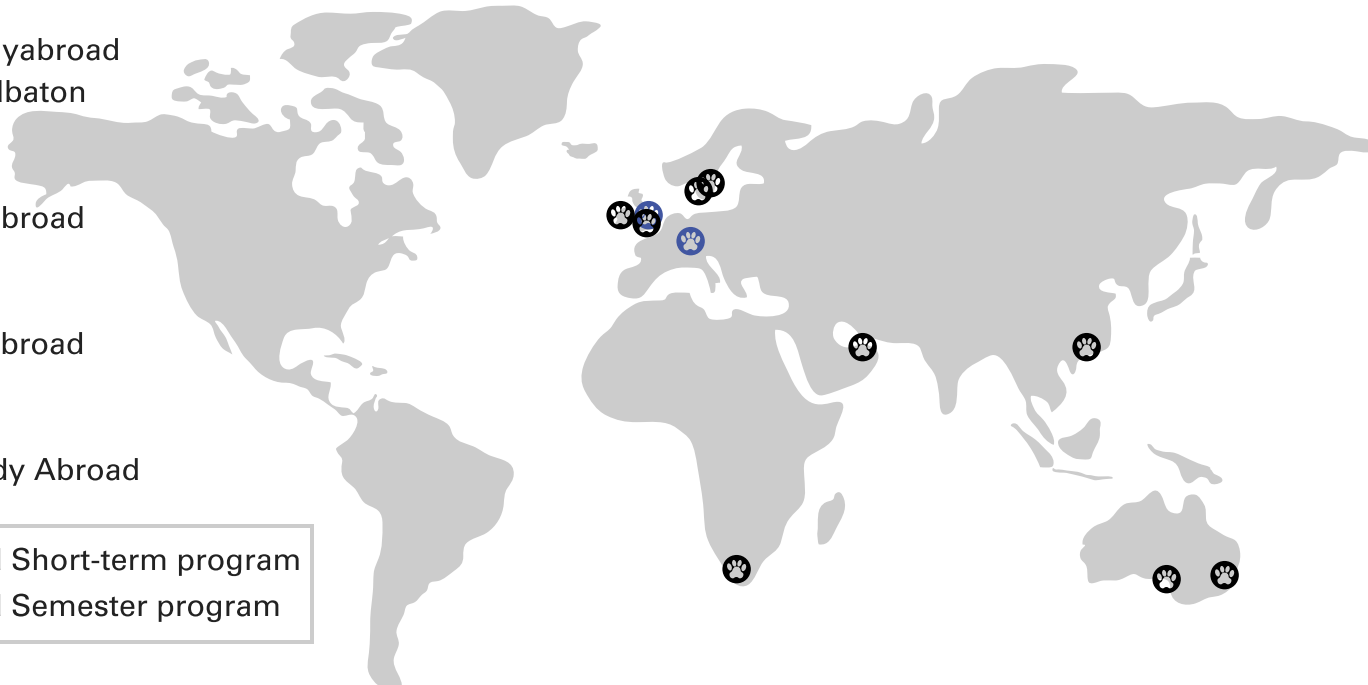 yabroad
lbaton
broad
broad
dy Abroad
Short-term program
Semester program